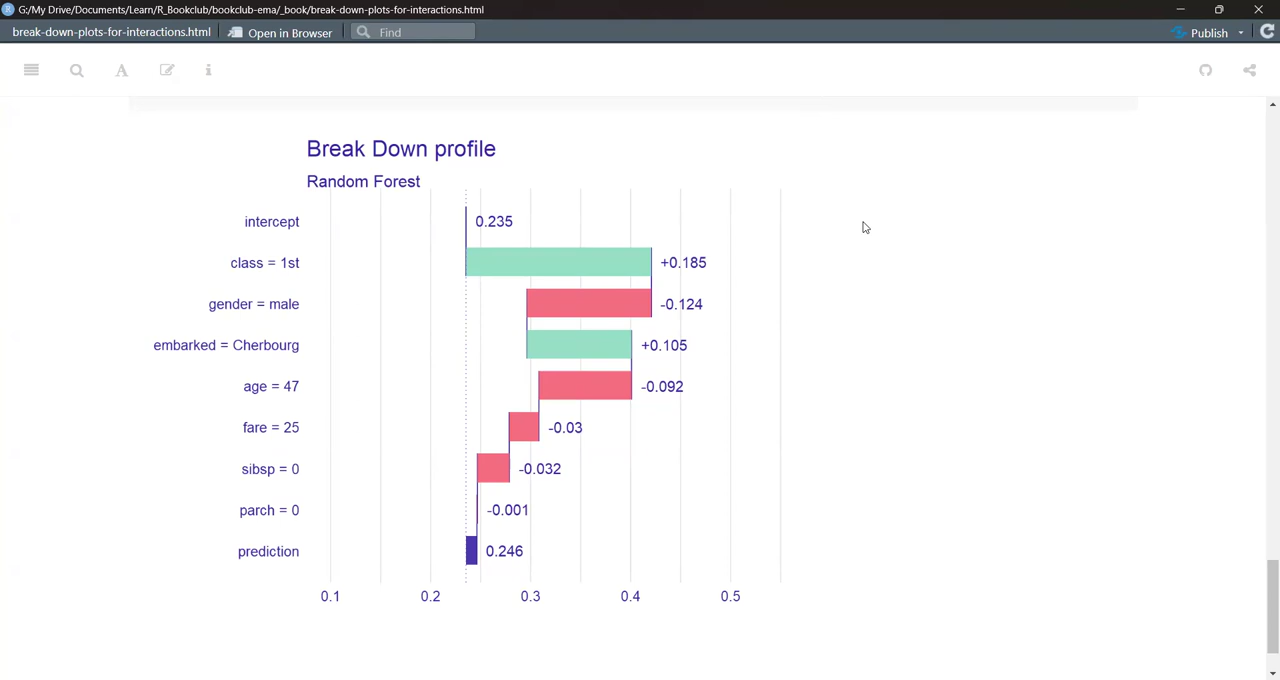 G:/My Drive/Documents/Learn/R_Bookclub/bookclub-ema/_book/break-down-plots-for-interactions.html
break-down-plots-for-interactions.html Open in Browser Find Publish
Break Down profile
Random Forest
intercept 0.235
class = 1st +0.185
gender = male -0.124
embarked = Cherbourg +0.105
age = 47 -0.092
fare = 25 -0.03
sibsp = 0 -0.032
parch = 0 -0.001
prediction 0.246
0.1 0.2 0.3 0.4 0.5